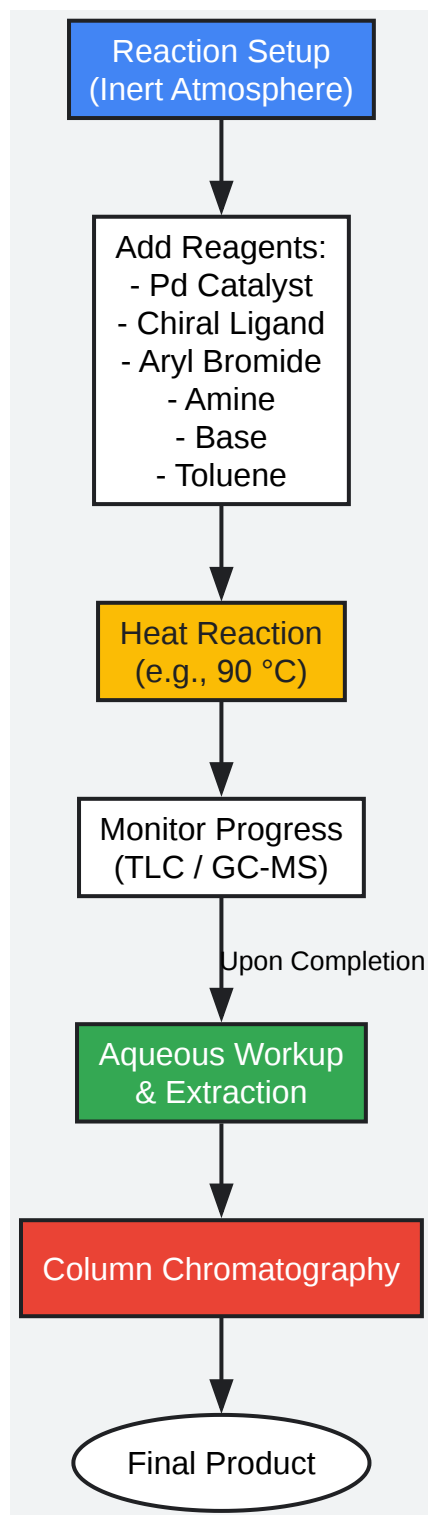 Reaction Setup
(Inert Atmosphere)
Add Reagents:
- Pd Catalyst
- Chiral Ligand
- Aryl Bromide
- Amine
- Base
- Toluene
Heat Reaction
(e.g., 90 °C)
Monitor Progress
(TLC / GC-MS)
Upon Completion
Aqueous Workup
& Extraction
Column Chromatography
Final Product